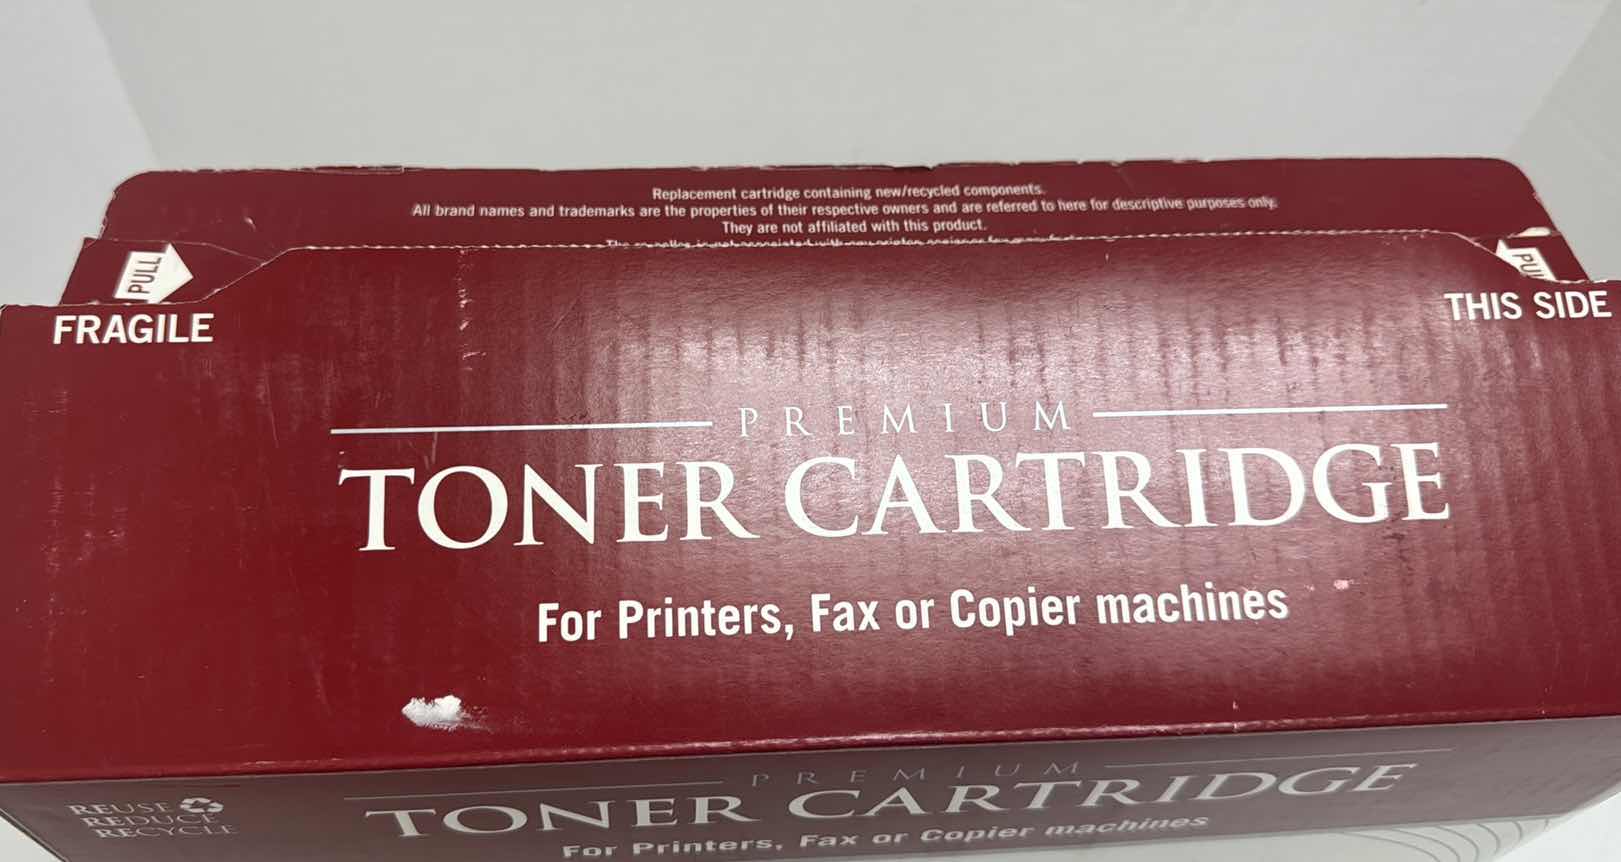 Replacement cartridge containing new/recycled components.
All brand names and trademarks are the properties of their respective owners and are referred to here for descriptive purposes only.
They are not affiliated with this product.
PULL
FRAGILE
THIS SIDE
PREMIUM
TONER CARTRIDGE
For Printers, Fax or Copier machines
PREMIUM
TONER CARTRIDGE
For Printers, Fax or Copier machines
REUSE
REDUCE
RECYCLE